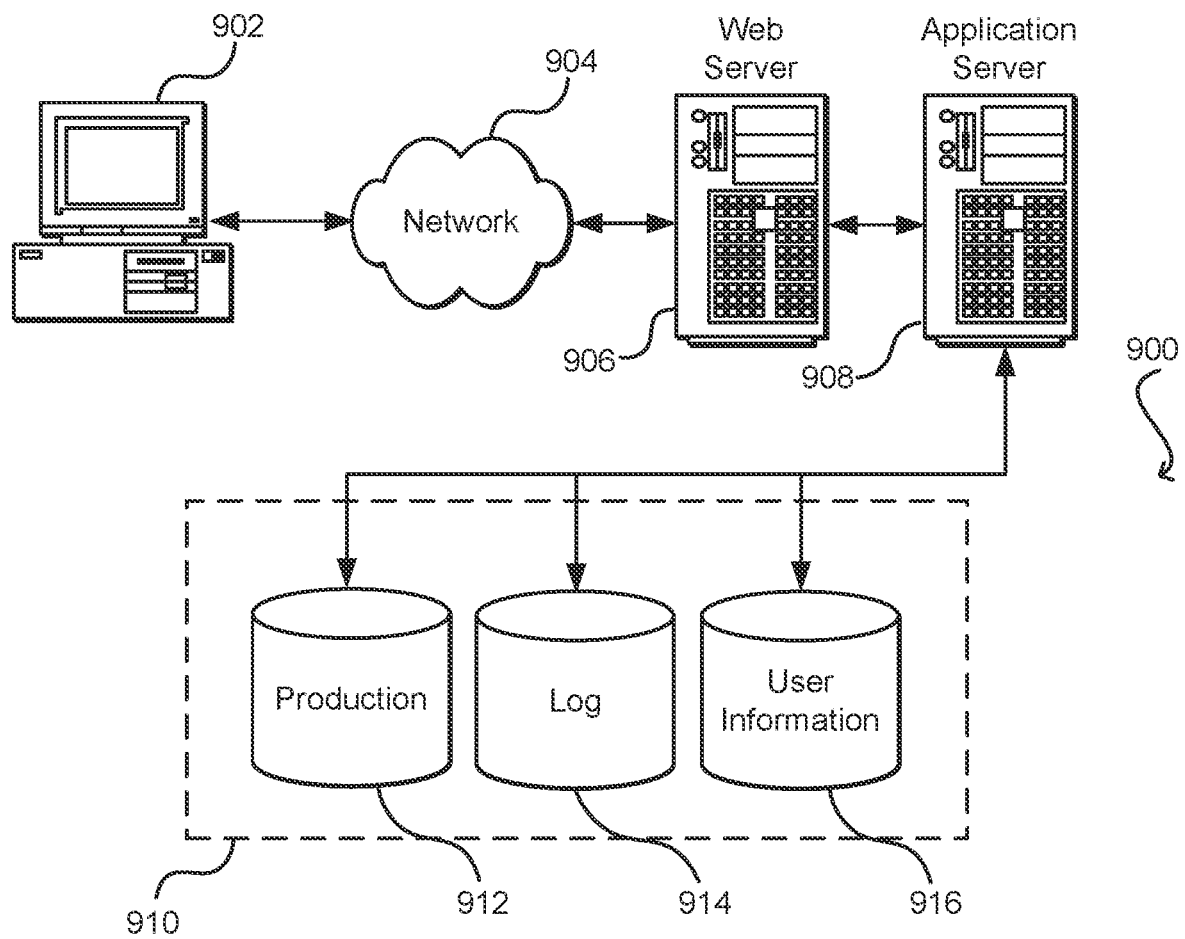 902
904
Web
Server
Application
Server
Network
906
908
900
Production
Log
User
Information
910
912
914
916